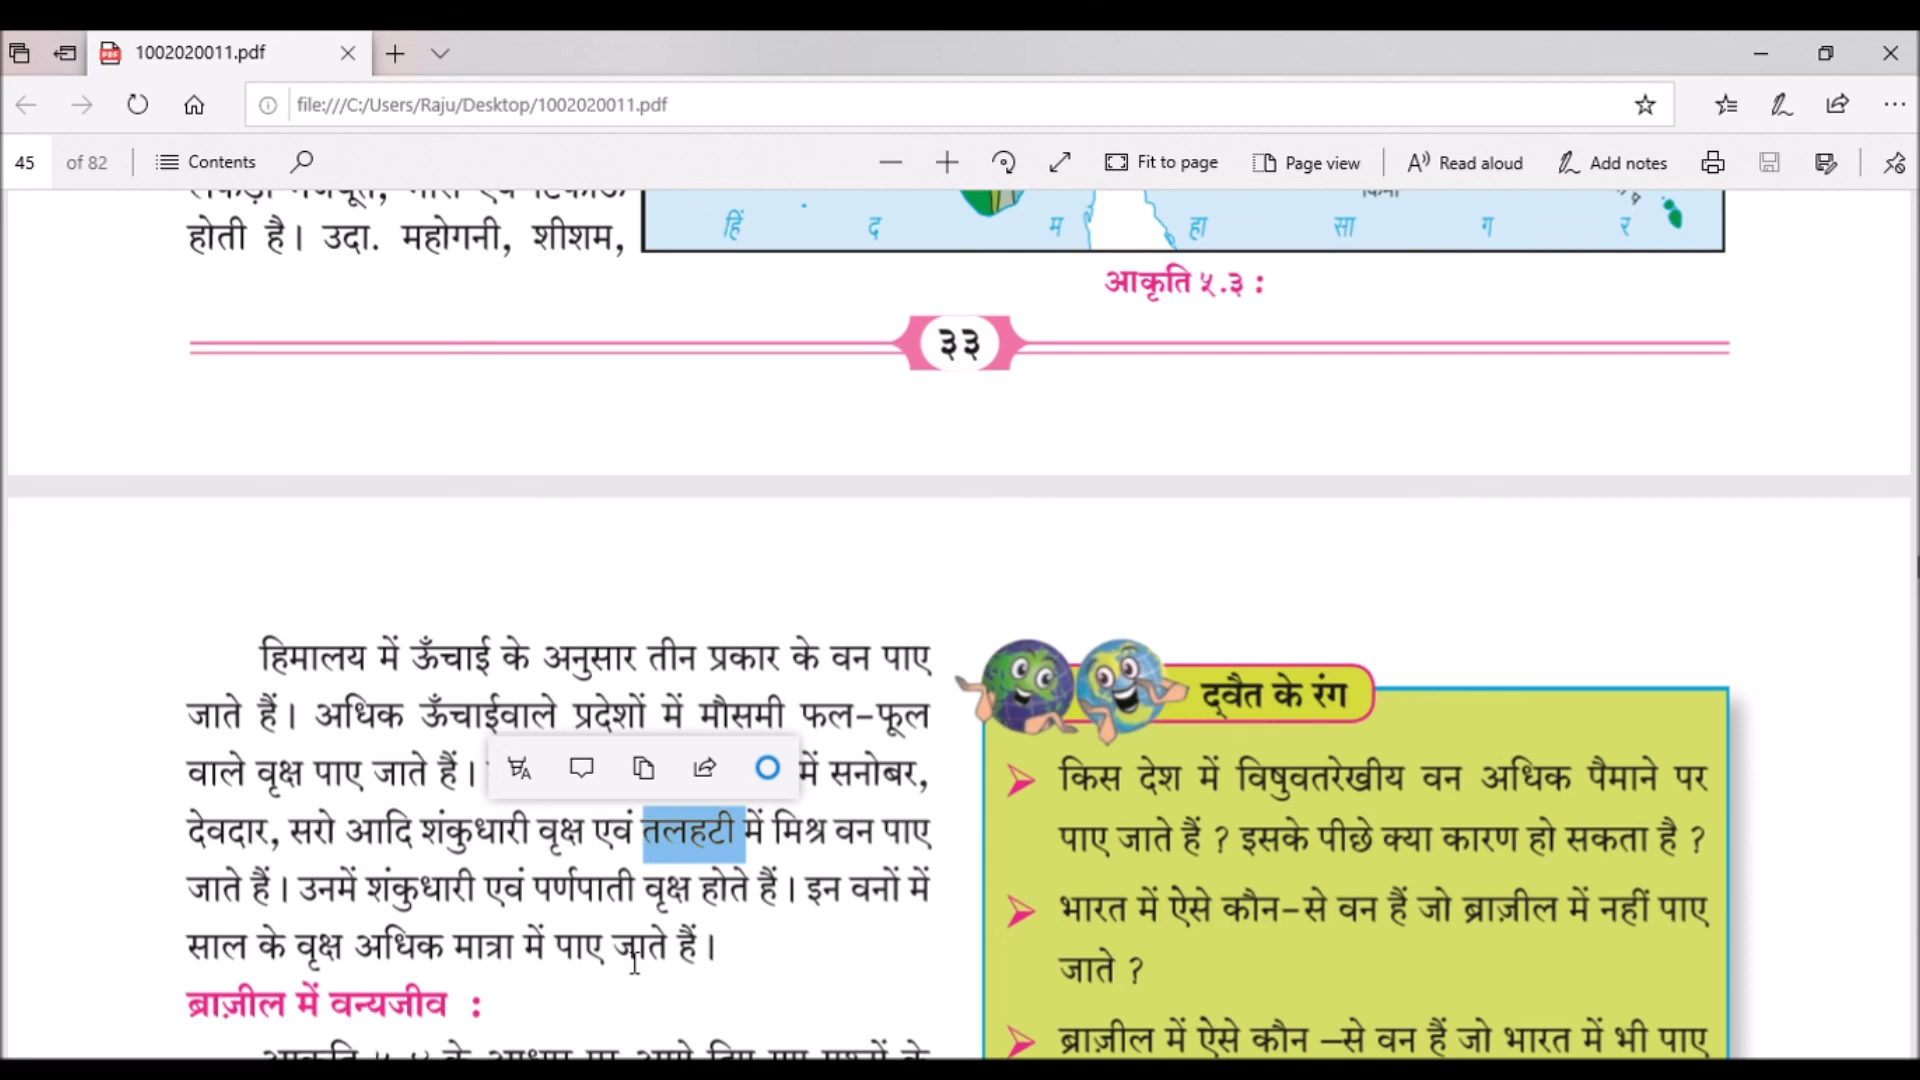 1002020011.pdf
file:///C:/Users/Raju/Desktop/1002020011.pdf
45 of 82 Contents Fit to page Page view Read aloud Add notes
होती है। उदा. महोगनी, शीशम,
हिं द म हा सा ग र
आकृति ५.३ :
३३
हिमालय में ऊँचाई के अनुसार तीन प्रकार के वन पाए
जाते हैं। अधिक ऊँचाईवाले प्रदेशों में मौसमी फल-फूल
वाले वृक्ष पाए जाते हैं। में सनोबर,
देवदार, सरो आदि शंकुधारी वृक्ष एवं तलहटी में मिश्र वन पाए
जाते हैं। उनमें शंकुधारी एवं पर्णपाती वृक्ष होते हैं। इन वनों में
साल के वृक्ष अधिक मात्रा में पाए जाते हैं।
ब्राज़ील में वन्यजीव :
द्वैत के रंग
किस देश में विषुवतरेखीय वन अधिक पैमाने पर
पाए जाते हैं ? इसके पीछे क्या कारण हो सकता है ?
भारत में ऐसे कौन-से वन हैं जो ब्राज़ील में नहीं पाए
जाते ?
ब्राज़ील में ऐसे कौन –से वन हैं जो भारत में भी पाए